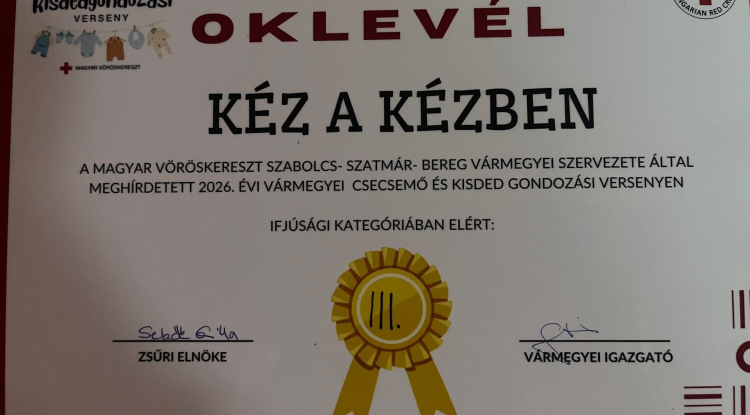 Kisbabagondozási
VERSENY
MAGYAR VÖRÖSKERESZT
OKLEVÉL
KÉZ A KÉZBEN
A MAGYAR VÖRÖSKERESZT SZABOLCS- SZATMÁR- BEREG VÁRMEGYEI SZERVEZETE ÁLTAL
MEGHÍRDETETT 2026. ÉVI VÁRMEGYEI CSECSEMŐ ÉS KISDED GONDOZÁSI VERSENYEN
IFJÚSÁGI KATEGÓRIÁBAN ELÉRT:
III.
ZSŰRI ELNÖKE
VÁRMEGYEI IGAZGATÓ